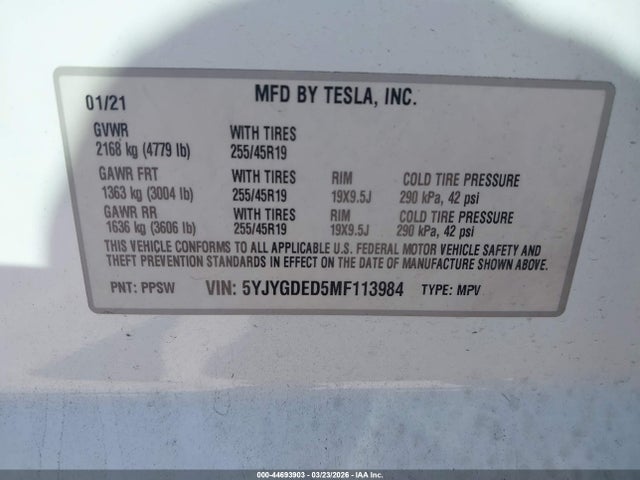 01/21 MFD BY TESLA, INC.
GVWR WITH TIRES
2168 kg (4779 lb) 255/45R19
GAWR FRT WITH TIRES RIM COLD TIRE PRESSURE
1363 kg (3004 lb) 255/45R19 19X9.5J 290 kPa, 42 psi
GAWR RR WITH TIRES RIM COLD TIRE PRESSURE
1636 kg (3606 lb) 255/45R19 19X9.5J 290 kPa, 42 psi
THIS VEHICLE CONFORMS TO ALL APPLICABLE U.S. FEDERAL MOTOR VEHICLE SAFETY AND
THEFT PREVENTION STANDARDS IN EFFECT ON THE DATE OF MANUFACTURE SHOWN ABOVE.
PNT: PPSW VIN: 5YJYGDED5MF113984 TYPE: MPV
000-44693903 - 03/23/2026 - IAA Inc.